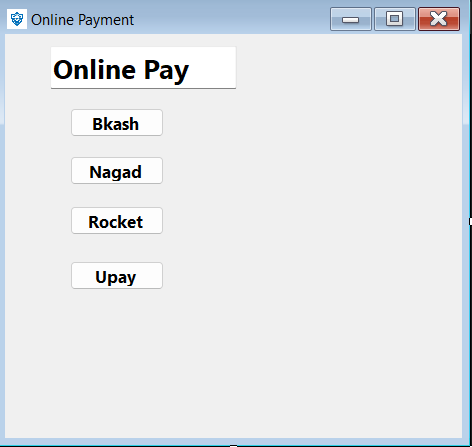 Online Payment
Online Pay
Bkash
Nagad
Rocket
Upay